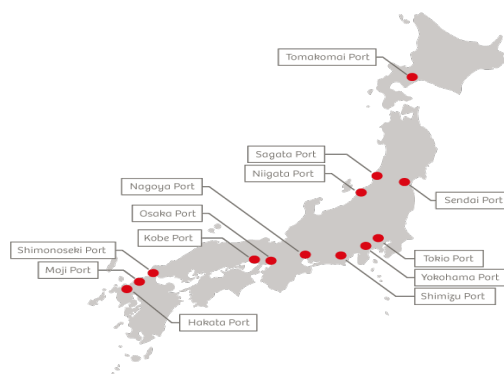 Tomakomai Port
Sagata Port
Niigata Port
Nagoya Port
Sendai Port
Osaka Port
Kobe Port
Shimonoseki Port
Tokio Port
Moji Port
Yokohama Port
Shimizu Port
Hakata Port